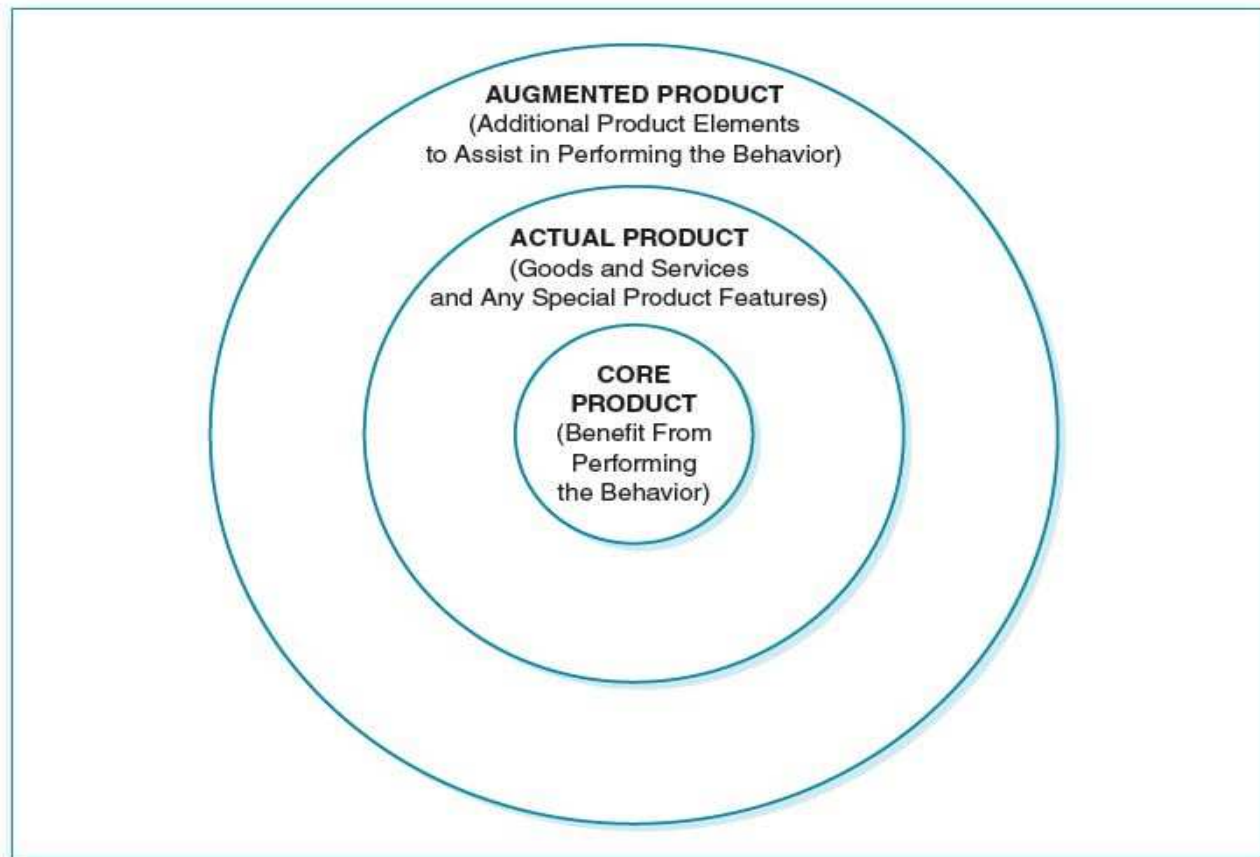 AUGMENTED PRODUCT
(Additional Product Elements
to Assist in Performing the Behavior)
ACTUAL PRODUCT
(Goods and Services
and Any Special Product Features)
CORE
PRODUCT
(Benefit From
Performing
the Behavior)